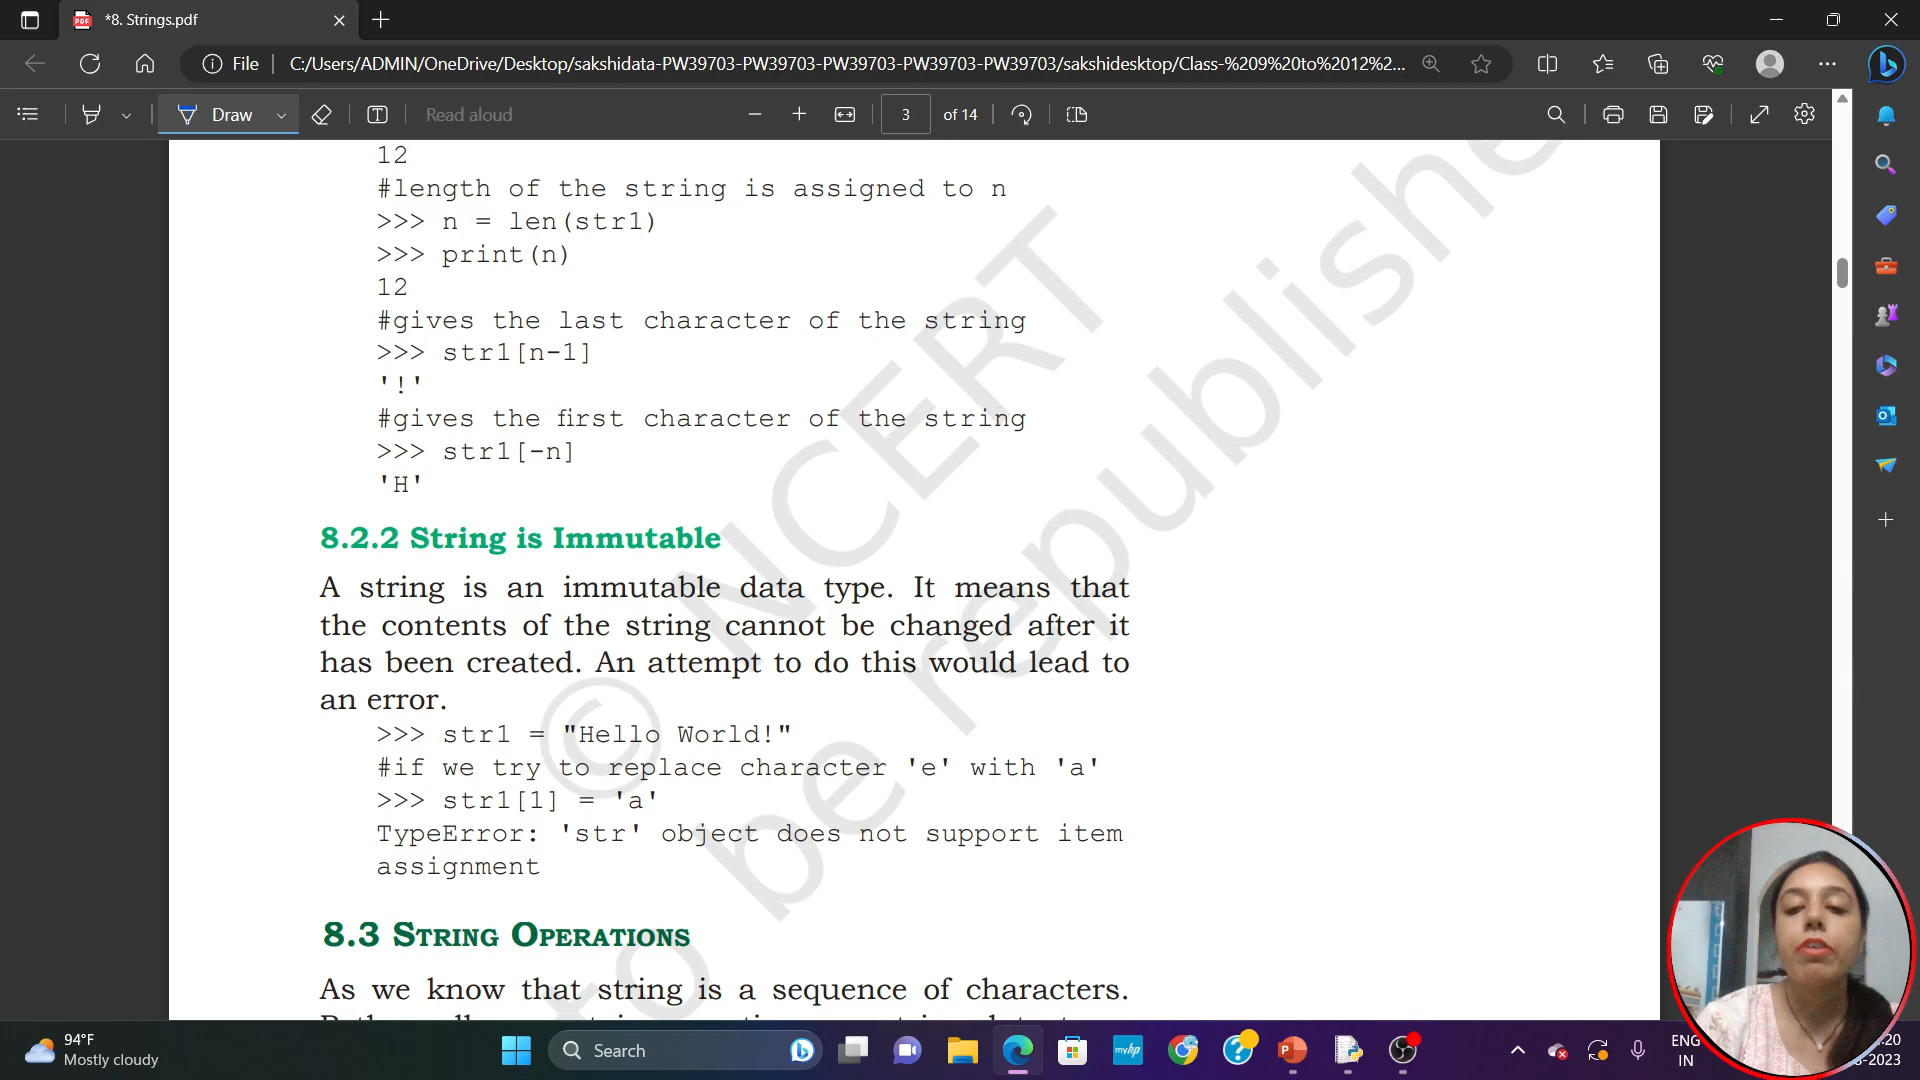 *8. Strings.pdf
File
C:/Users/ADMIN/OneDrive/Desktop/sakshidata-PW39703-PW39703-PW39703-PW39703-PW39703/sakshidesktop/Class-%209%20to%2012%2...
Draw
Read aloud
3 of 14
12
#length of the string is assigned to n
>>> n = len(str1)
>>> print(n)
12
#gives the last character of the string
>>> str1[n-1]
'!'
#gives the first character of the string
>>> str1[-n]
'H'
8.2.2 String is Immutable
A string is an immutable data type. It means that
the contents of the string cannot be changed after it
has been created. An attempt to do this would lead to
an error.
>>> str1 = "Hello World!"
#if we try to replace character 'e' with 'a'
>>> str1[1] = 'a'
TypeError: 'str' object does not support item
assignment
8.3 String Operations
As we know that string is a sequence of characters.
© NCERT
be republishe
94°F
Mostly cloudy
Search
myhp
ENG
IN
:20
-2023